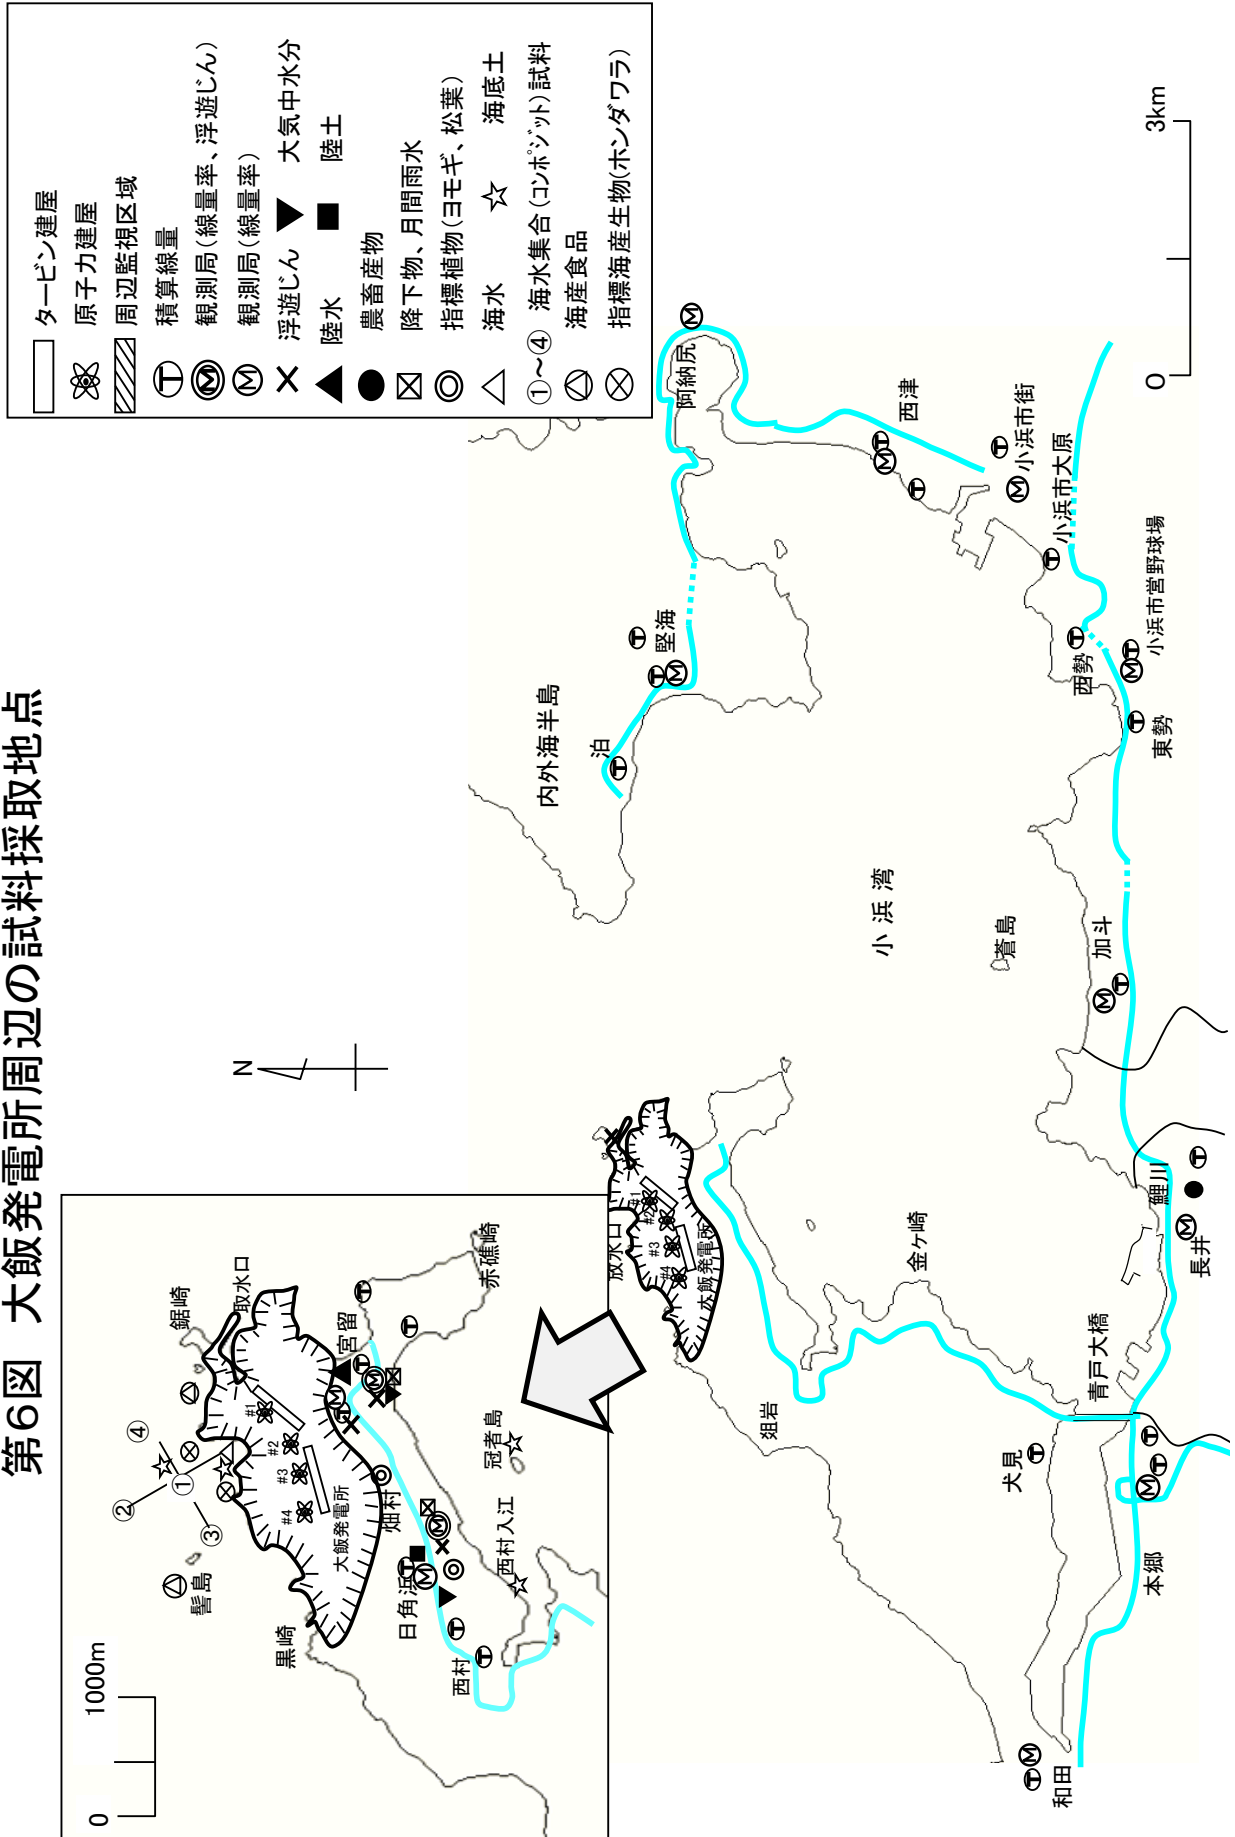 第6図 大飯発電所周辺の試料採取地点
タービン建屋
原子力建屋
周辺監視区域
T 積算線量
M 観測局(線量率、浮遊じん)
M 観測局(線量率)
浮遊じん 大気中水分
陸水 陸土
農畜産物
降下物、月間雨水
指標植物(ヨモギ、松葉)
海水 海底土
①~④ 海水集合(コンポジット)試料
海産食品
指標海産生物(ホンダワラ)
N
0 1000m
鋸崎
取水口
④
②
①
③
髻島
黒崎
#1
#2
#3
#4
大飯発電所
宮留
M
T
M
T
T
T
赤礁崎
畑村
M
冠者島
日角浜
T
M
西村入江
T
西村
T
放水口
#1
#2
#3
#4
大飯発電所
内外海半島
泊
T
堅海
T
T
M
阿納尻
M
西津
T
M
T
小浜市街
T
M
小浜市大原
T
西勢
T
小浜市営野球場
T
M
東勢
T
小浜湾
蒼島
加斗
M
T
鯉川
T
長井
M
金ヶ崎
青戸大橋
犬見
T
本郷
T
T
M
和田
T
M
0 3km